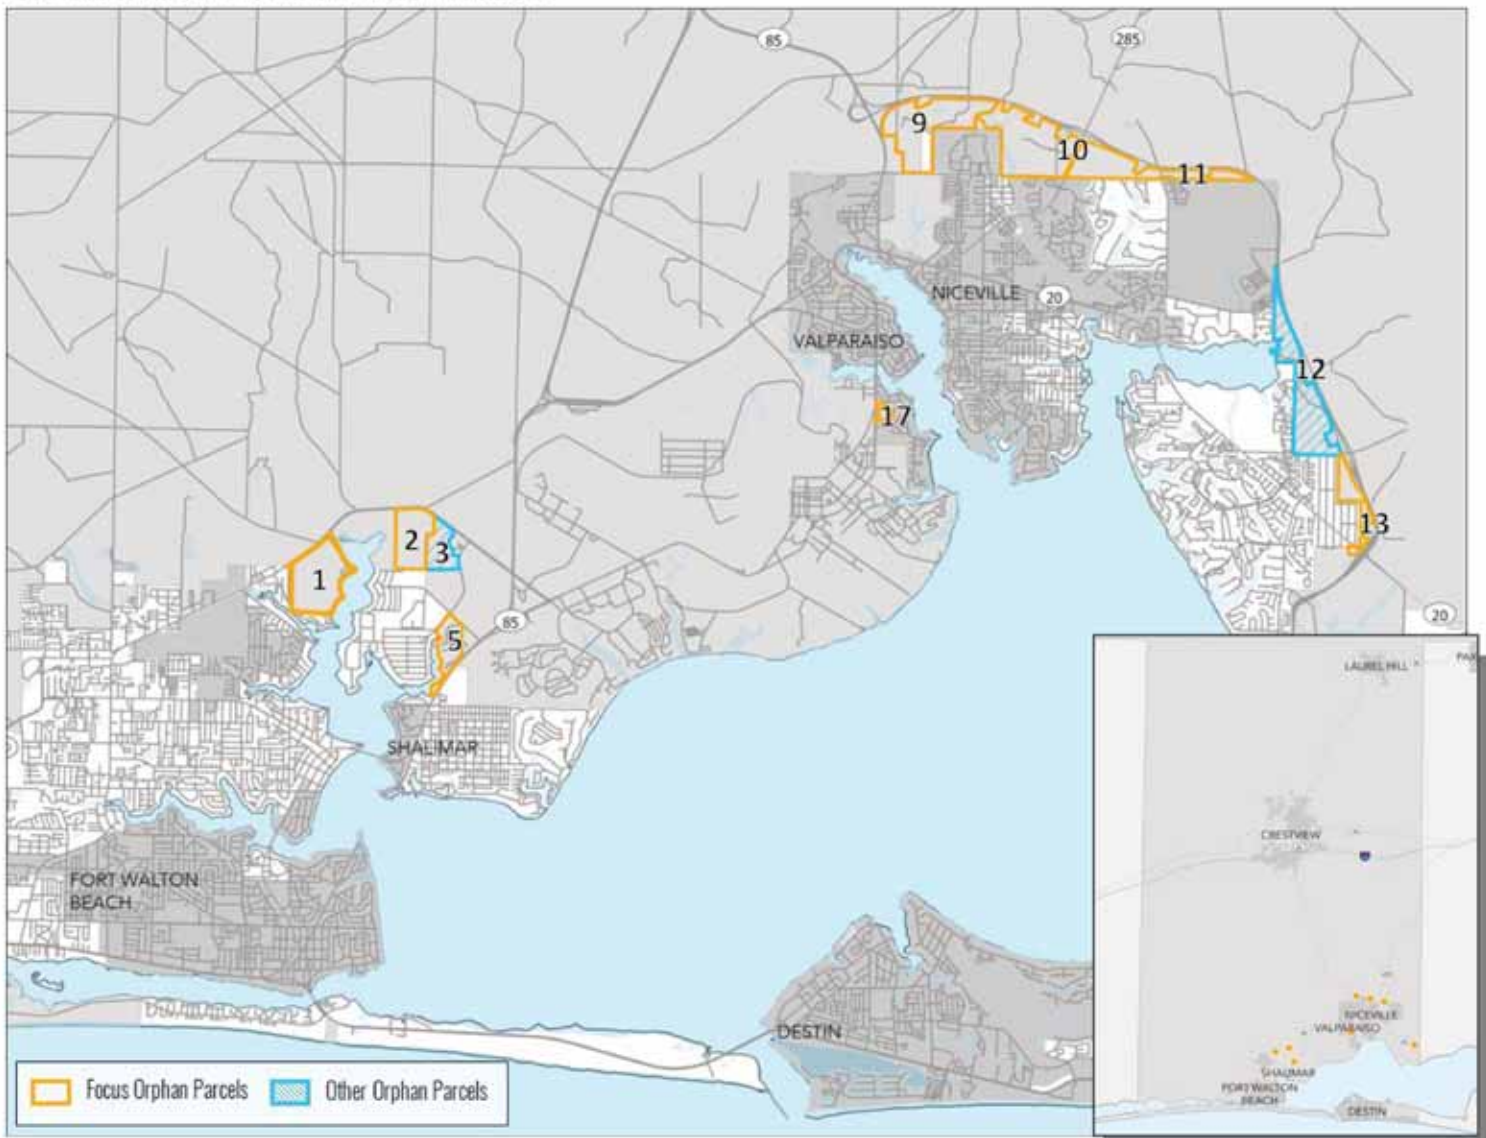 85
285
9
10
11
NICEVILLE
20
VALPARAISO
12
17
13
2
3
1
85
5
20
SHALIMAR
FORT WALTON
BEACH
DESTIN
Focus Orphan Parcels
Other Orphan Parcels
LAUREL HILL
CRESTVIEW
NICEVILLE
VALPARAISO
SHALIMAR
FORT WALTON
BEACH
DESTIN